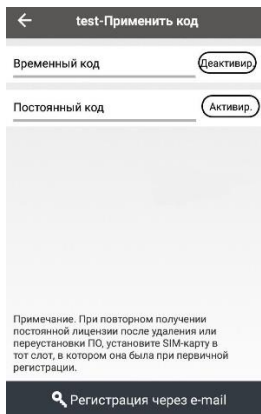 test-Применить код
Временный код
Деактивир.
Постоянный код
Активир.
Примечание. При повторном получении
постоянной лицензии после удаления или
переустановки ПО, установите SIM-карту в
тот слот, в котором она была при первичной
регистрации.
Регистрация через e-mail